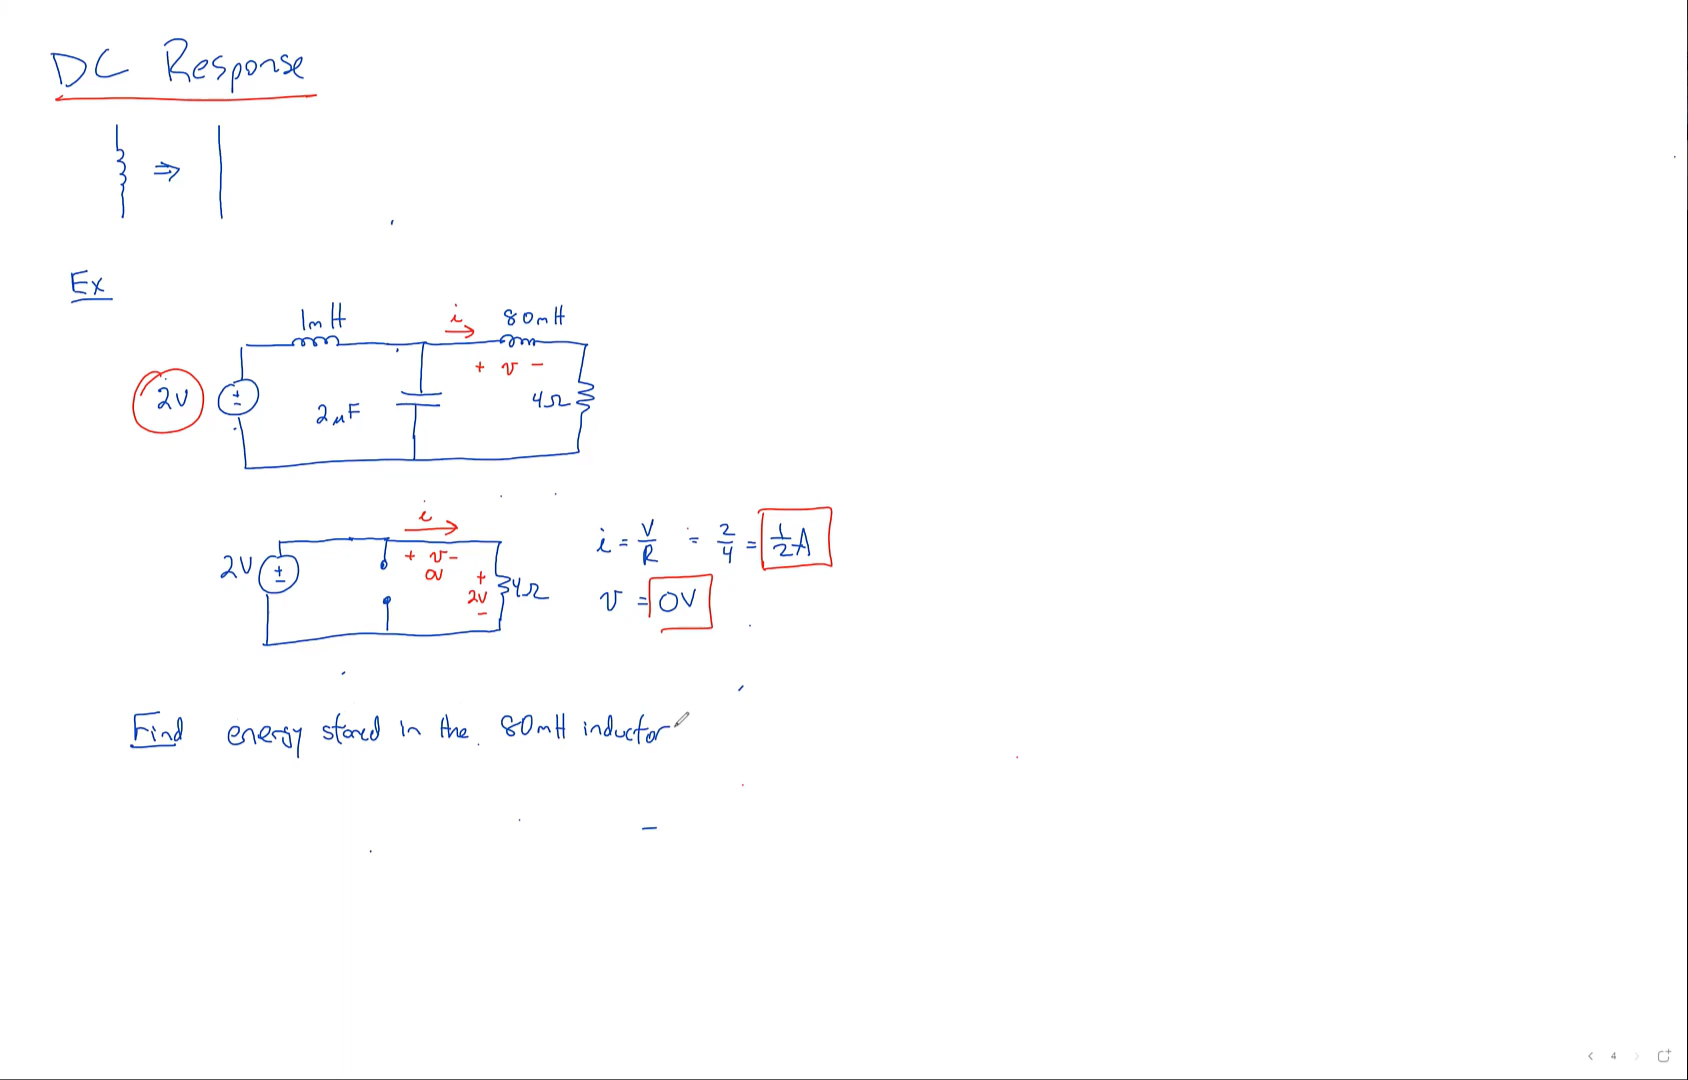 DC Response
⇒
Ex
1mH
i
80mH
+ v -
2V
+
-
2μF
4Ω
i
2V
+
-
+ v -
0V
+
2V
-
4Ω
i = V/R = 2/4 = 1/2 A
v = 0V
Find energy stored in the 80mH inductor
4